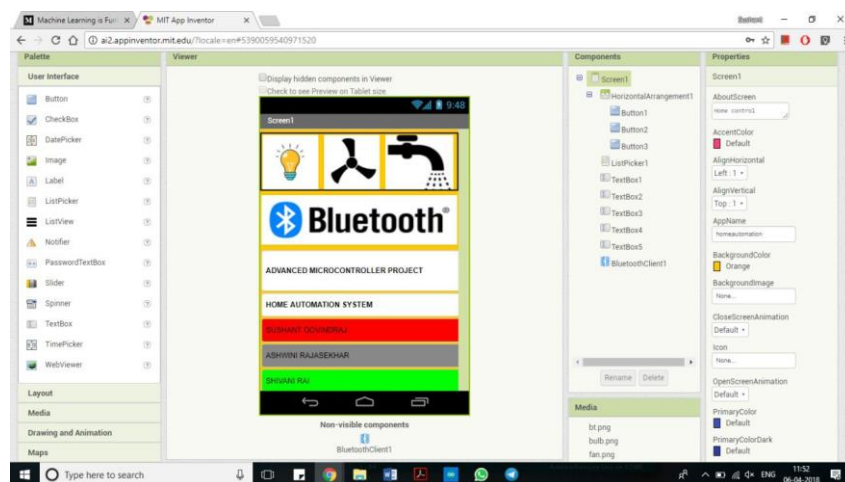 Machine Learning is Fun
MIT App Inventor
ai2.appinventor.mit.edu/?locale=en#5390059540971520
Palette
Viewer
Components
Properties
User Interface
Button
CheckBox
DatePicker
Image
Label
ListPicker
ListView
Notifier
PasswordTextBox
Slider
Spinner
TextBox
TimePicker
WebViewer
Layout
Media
Drawing and Animation
Maps
Display hidden components in Viewer
Check to see Preview on Tablet size.
9:48
Screen1
Bluetooth®
ADVANCED MICROCONTROLLER PROJECT
HOME AUTOMATION SYSTEM
SUSHANT GOVINDRAJ
ASHWINI RAJASEKHAR
SHIVANI RAI
Non-visible components
BluetoothClient1
Screen1
HorizontalArrangement1
Button1
Button2
Button3
ListPicker1
TextBox1
TextBox2
TextBox3
TextBox4
TextBox5
BluetoothClient1
Rename Delete
Media
bt.png
bulb.png
fan.png
Screen1
AboutScreen
Home control
AccentColor
Default
AlignHorizontal
Left : 1
AlignVertical
Top : 1
AppName
homeautomation
BackgroundColor
Orange
BackgroundImage
None...
CloseScreenAnimation
Default
Icon
None...
OpenScreenAnimation
Default
PrimaryColor
Default
PrimaryColorDark
Default
Type here to search
ENG
11:52
06-04-2018